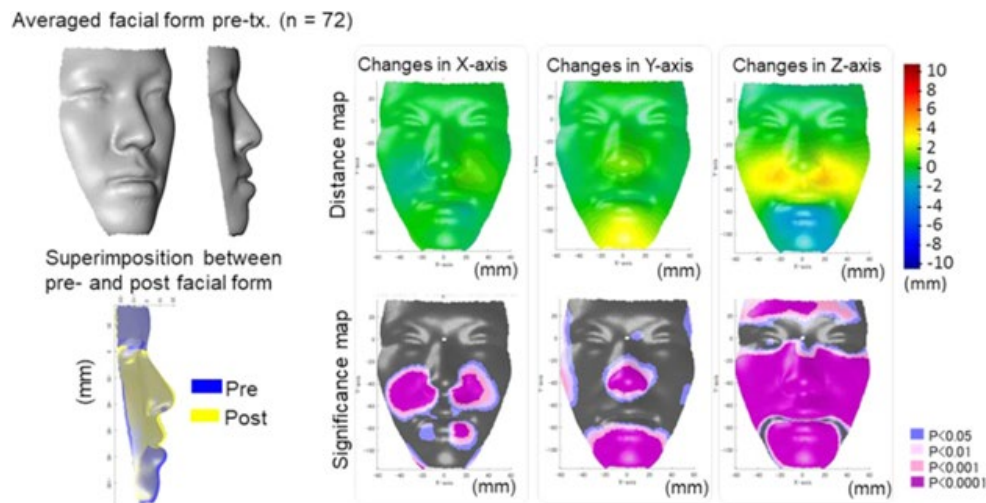 Averaged facial form pre-tx. (n = 72)
Superimposition between
pre- and post facial form
(mm)
Pre
Post
Changes in X-axis
Changes in Y-axis
Changes in Z-axis
Distance map
(mm)
(mm)
(mm)
10
8
6
4
2
0
-2
-4
-6
-8
-10
(mm)
Significance map
(mm)
(mm)
(mm)
P<0.05
P<0.01
P<0.001
P<0.0001